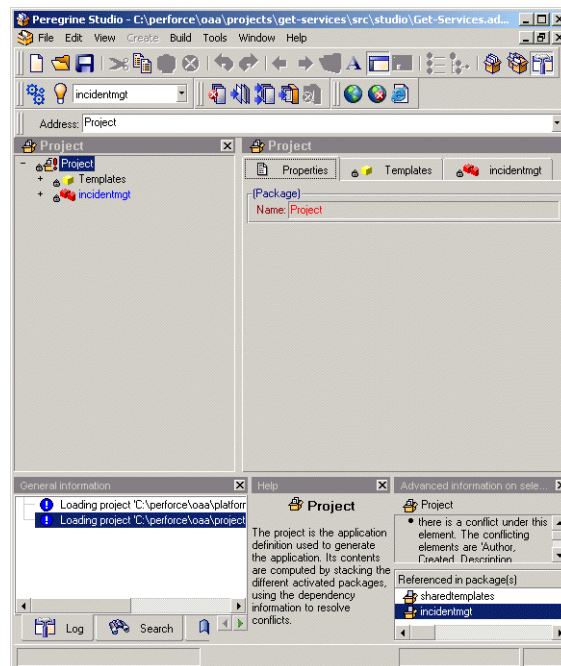 Peregrine Studio - C:\perforce\oaa\projects\get-services\src\studio\Get-Services.ad...
File Edit View Create Build Tools Window Help
incidentmgt
Address: Project
Project
Project
Templates
incidentmgt
Project
Properties Templates incidentmgt
(Package)
Name: Project
General information
Loading project 'C:\perforce\oaa\platforr
Loading project 'C:\perforce\oaa\project
Log Search
Help
Project
The project is the application
definition used to generate
the application. Its contents
are computed by stacking the
different activated packages,
using the dependency
information to resolve
conflicts.
Advanced information on sele...
Project
• there is a conflict under this
element. The conflicting
elements are 'Author,
Created, Description,
Referenced in package(s)
sharedtemplates
incidentmgt